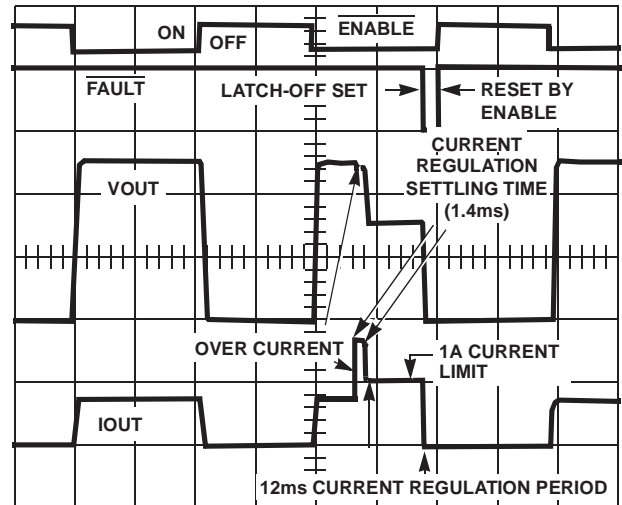 ON
OFF
ENABLE
FAULT
LATCH-OFF SET
RESET BY
ENABLE
CURRENT
REGULATION
SETTLING TIME
(1.4ms)
VOUT
OVER CURRENT
1A CURRENT
LIMIT
IOUT
12ms CURRENT REGULATION PERIOD